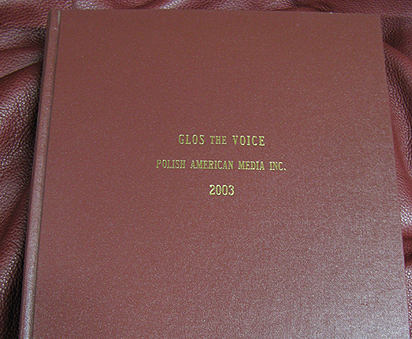 GLOS THE VOICE
POLISH AMERICAN MEDIA INC.
2003